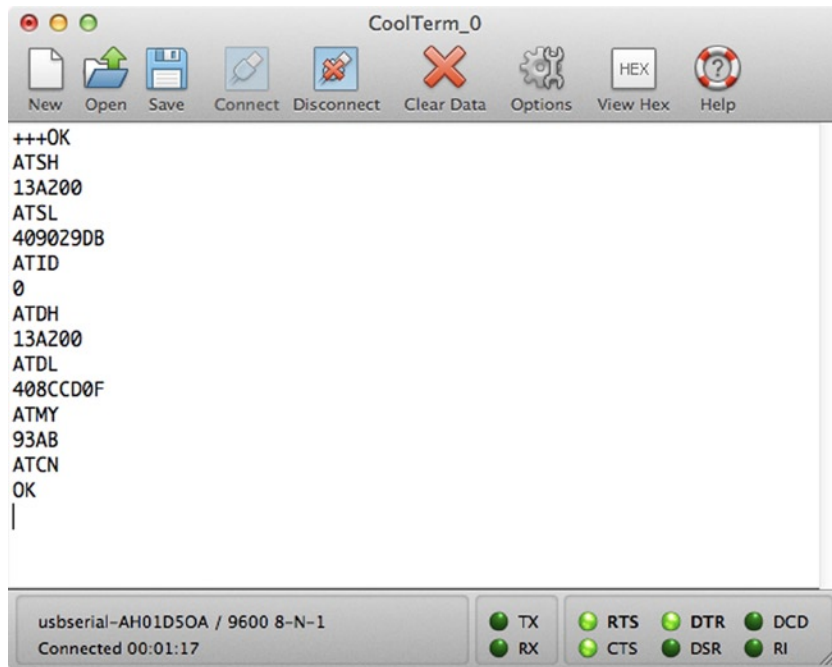 CoolTerm_0
New Open Save Connect Disconnect Clear Data Options View Hex Help
HEX
+++OK
ATSH
13A200
ATSL
409029DB
ATID
0
ATDH
13A200
ATDL
408CCD0F
ATMY
93AB
ATCN
OK
usbserial-AH01D5OA / 9600 8-N-1
Connected 00:01:17
TX
RX
RTS DTR DCD
CTS DSR RI